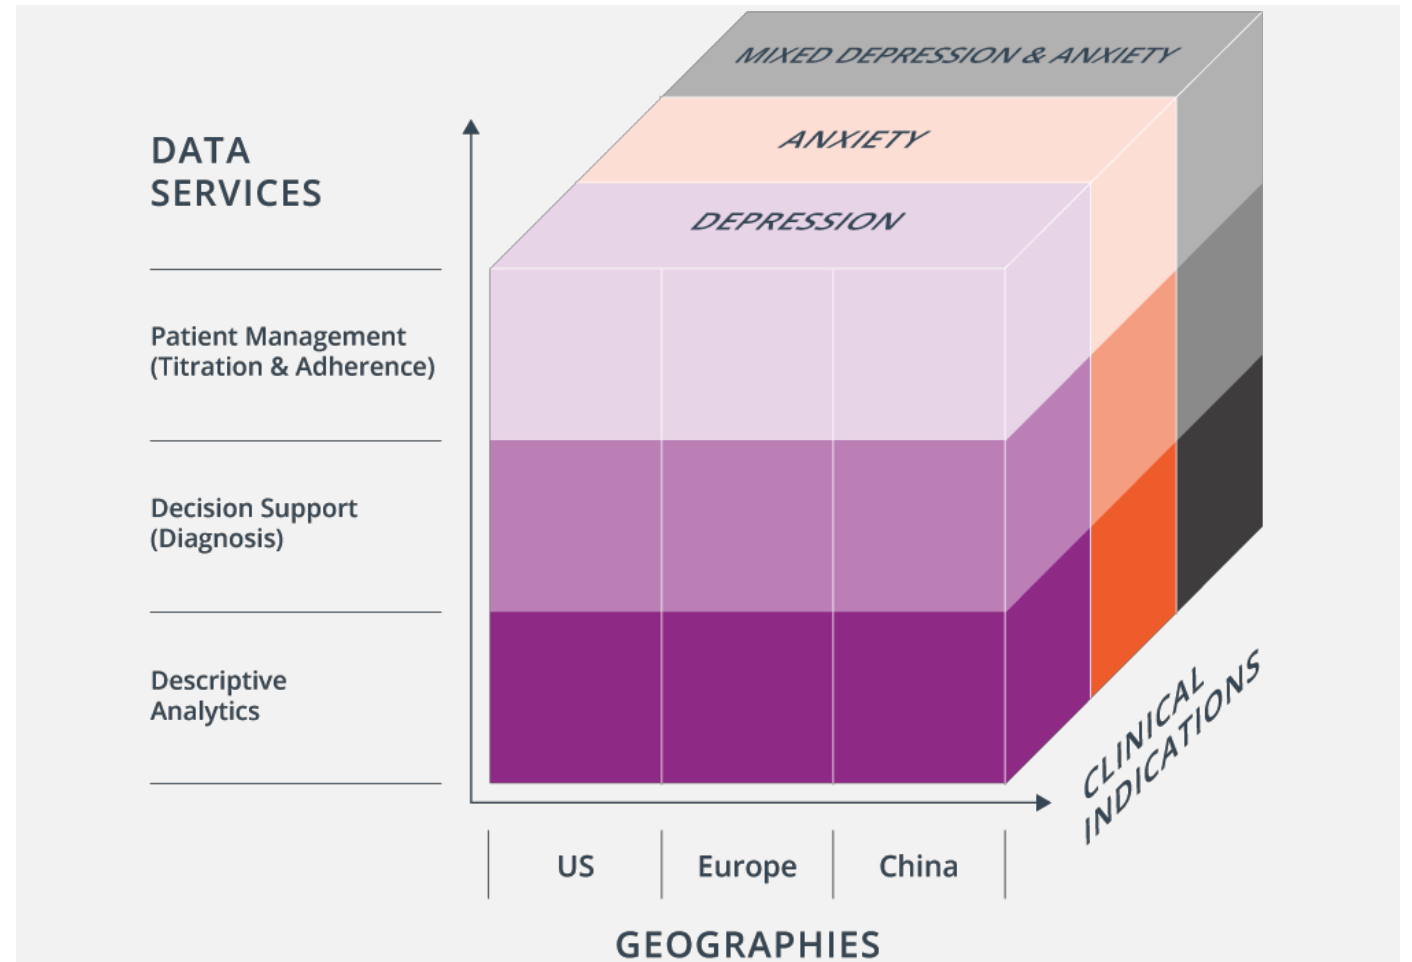 MIXED DEPRESSION & ANXIETY
ANXIETY
DEPRESSION
DATA
SERVICES
Patient Management
(Titration & Adherence)
Decision Support
(Diagnosis)
Descriptive
Analytics
CLINICAL
INDICATIONS
US
Europe
China
GEOGRAPHIES